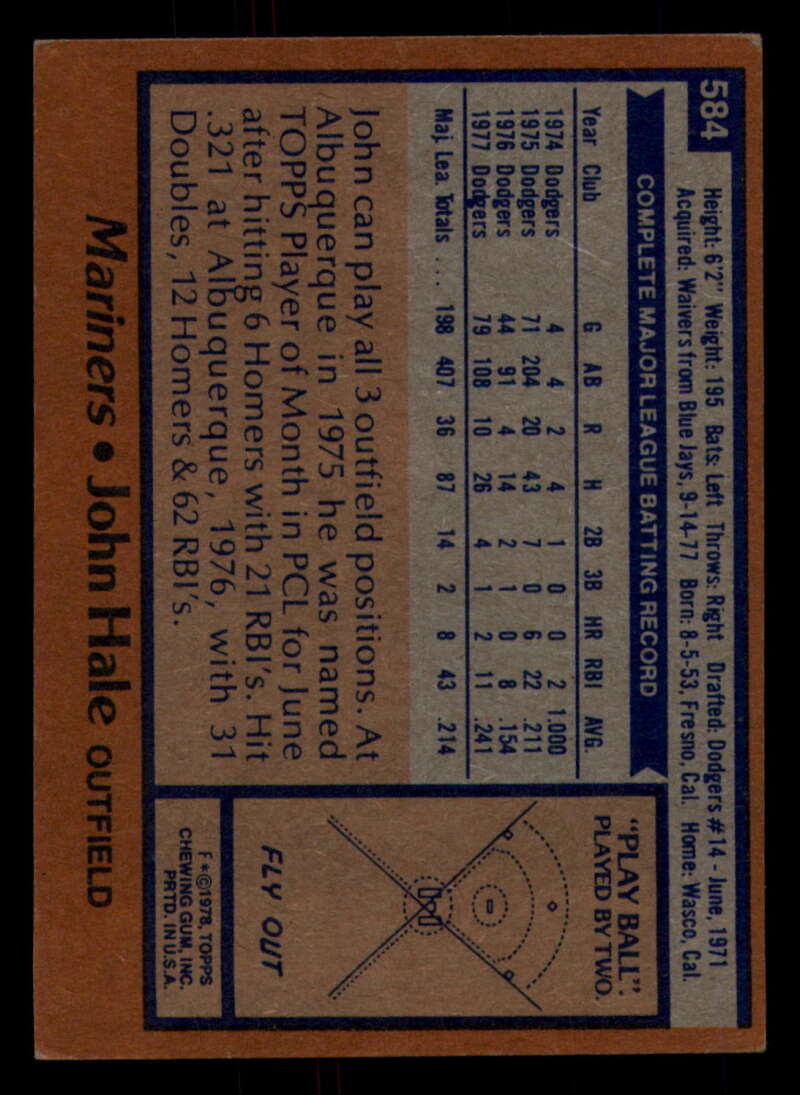 584
Height: 6'2" Weight: 195 Bats: Left Throws: Right Drafted: Dodgers #14 - June, 1971
Acquired: Waivers from Blue Jays, 9-14-77 Born: 8-5-53, Fresno, Cal. Home: Wasco, Cal.
COMPLETE MAJOR LEAGUE BATTING RECORD
Year Club G AB R H 2B 3B HR RBI AVG.
1974 Dodgers 4 4 2 4 1 0 0 2 1.000
1975 Dodgers 71 204 20 43 7 0 6 22 .211
1976 Dodgers 44 91 4 14 2 1 0 8 .154
1977 Dodgers 79 108 10 26 4 1 2 11 .241
Maj. Lea. Totals ... 198 407 36 87 14 2 8 43 .214
John can play all 3 outfield positions. At
Albuquerque in 1975 he was named
TOPPS Player of Month in PCL for June
after hitting 6 Homers with 21 RBI's. Hit
.321 at Albuquerque, 1976, with 31
Doubles, 12 Homers & 62 RBI's.
"PLAY BALL":
PLAYED BY TWO.
FLY OUT
F*©1978, TOPPS
CHEWING GUM, INC.
PRTD. IN U.S.A.
Mariners • John Hale OUTFIELD